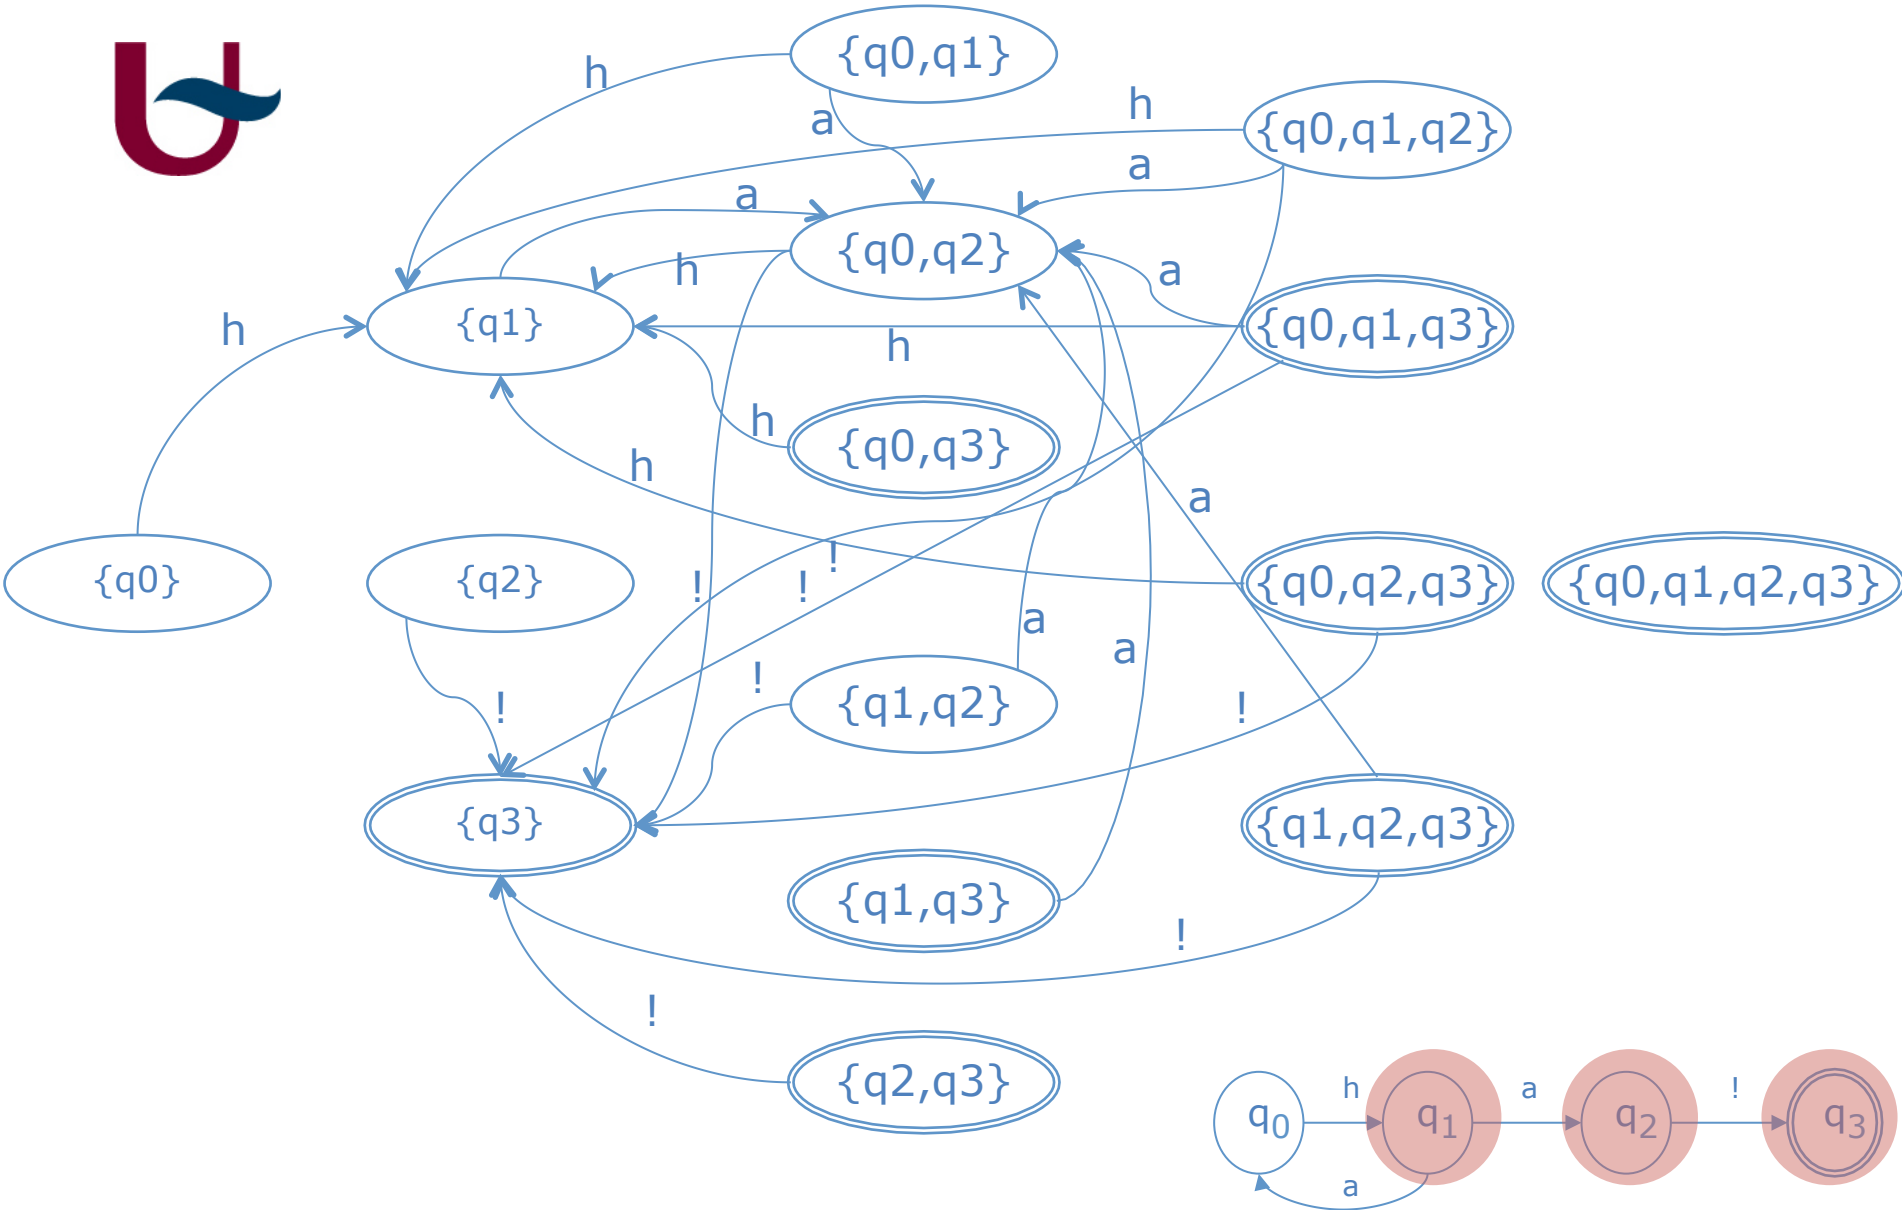 {q0,q1}
h
a
h
{q0,q1,q2}
a
a
{q0,q2}
h
a
{q1}
h
h
{q0,q1,q3}
h
{q0,q3}
h
a
!
!
!
{q0}
{q2}
{q0,q2,q3}
{q0,q1,q2,q3}
a
a
!
!
!
{q1,q2}
{q3}
{q1,q2,q3}
{q1,q3}
!
!
{q2,q3}
h
a
!
q0
q1
q2
q3
a